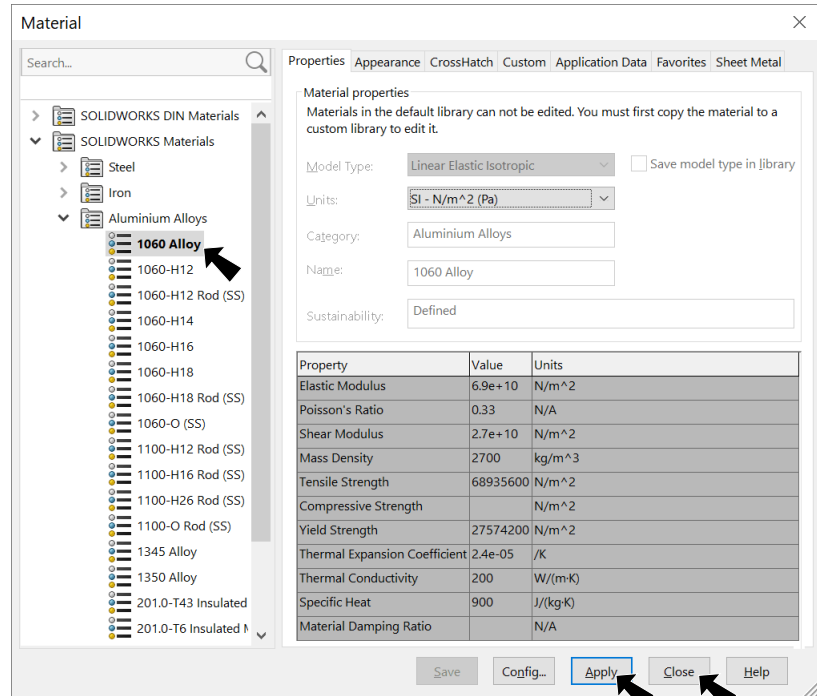 Material
Search...
SOLIDWORKS DIN Materials
SOLIDWORKS Materials
Steel
Iron
Aluminium Alloys
1060 Alloy
1060-H12
1060-H12 Rod (SS)
1060-H14
1060-H16
1060-H18
1060-H18 Rod (SS)
1060-O (SS)
1100-H12 Rod (SS)
1100-H16 Rod (SS)
1100-H26 Rod (SS)
1100-O Rod (SS)
1345 Alloy
1350 Alloy
201.0-T43 Insulated
201.0-T6 Insulated
Properties Appearance CrossHatch Custom Application Data Favorites Sheet Metal
Material properties
Materials in the default library can not be edited. You must first copy the material to a
custom library to edit it.
Model Type: Linear Elastic Isotropic Save model type in library
Units: SI - N/m^2 (Pa)
Category: Aluminium Alloys
Name: 1060 Alloy
Sustainability: Defined
Property Value Units
Elastic Modulus 6.9e+10 N/m^2
Poisson's Ratio 0.33 N/A
Shear Modulus 2.7e+10 N/m^2
Mass Density 2700 kg/m^3
Tensile Strength 68935600 N/m^2
Compressive Strength N/m^2
Yield Strength 27574200 N/m^2
Thermal Expansion Coefficient 2.4e-05 /K
Thermal Conductivity 200 W/(m·K)
Specific Heat 900 J/(kg·K)
Material Damping Ratio N/A
Save Config... Apply Close Help